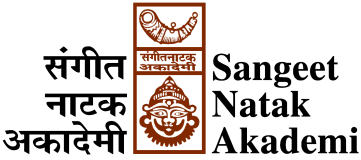 संगीत
नाटक
अकादेमी
संगीतनाटक
अकादेमी
Sangeet
Natak
Akademi